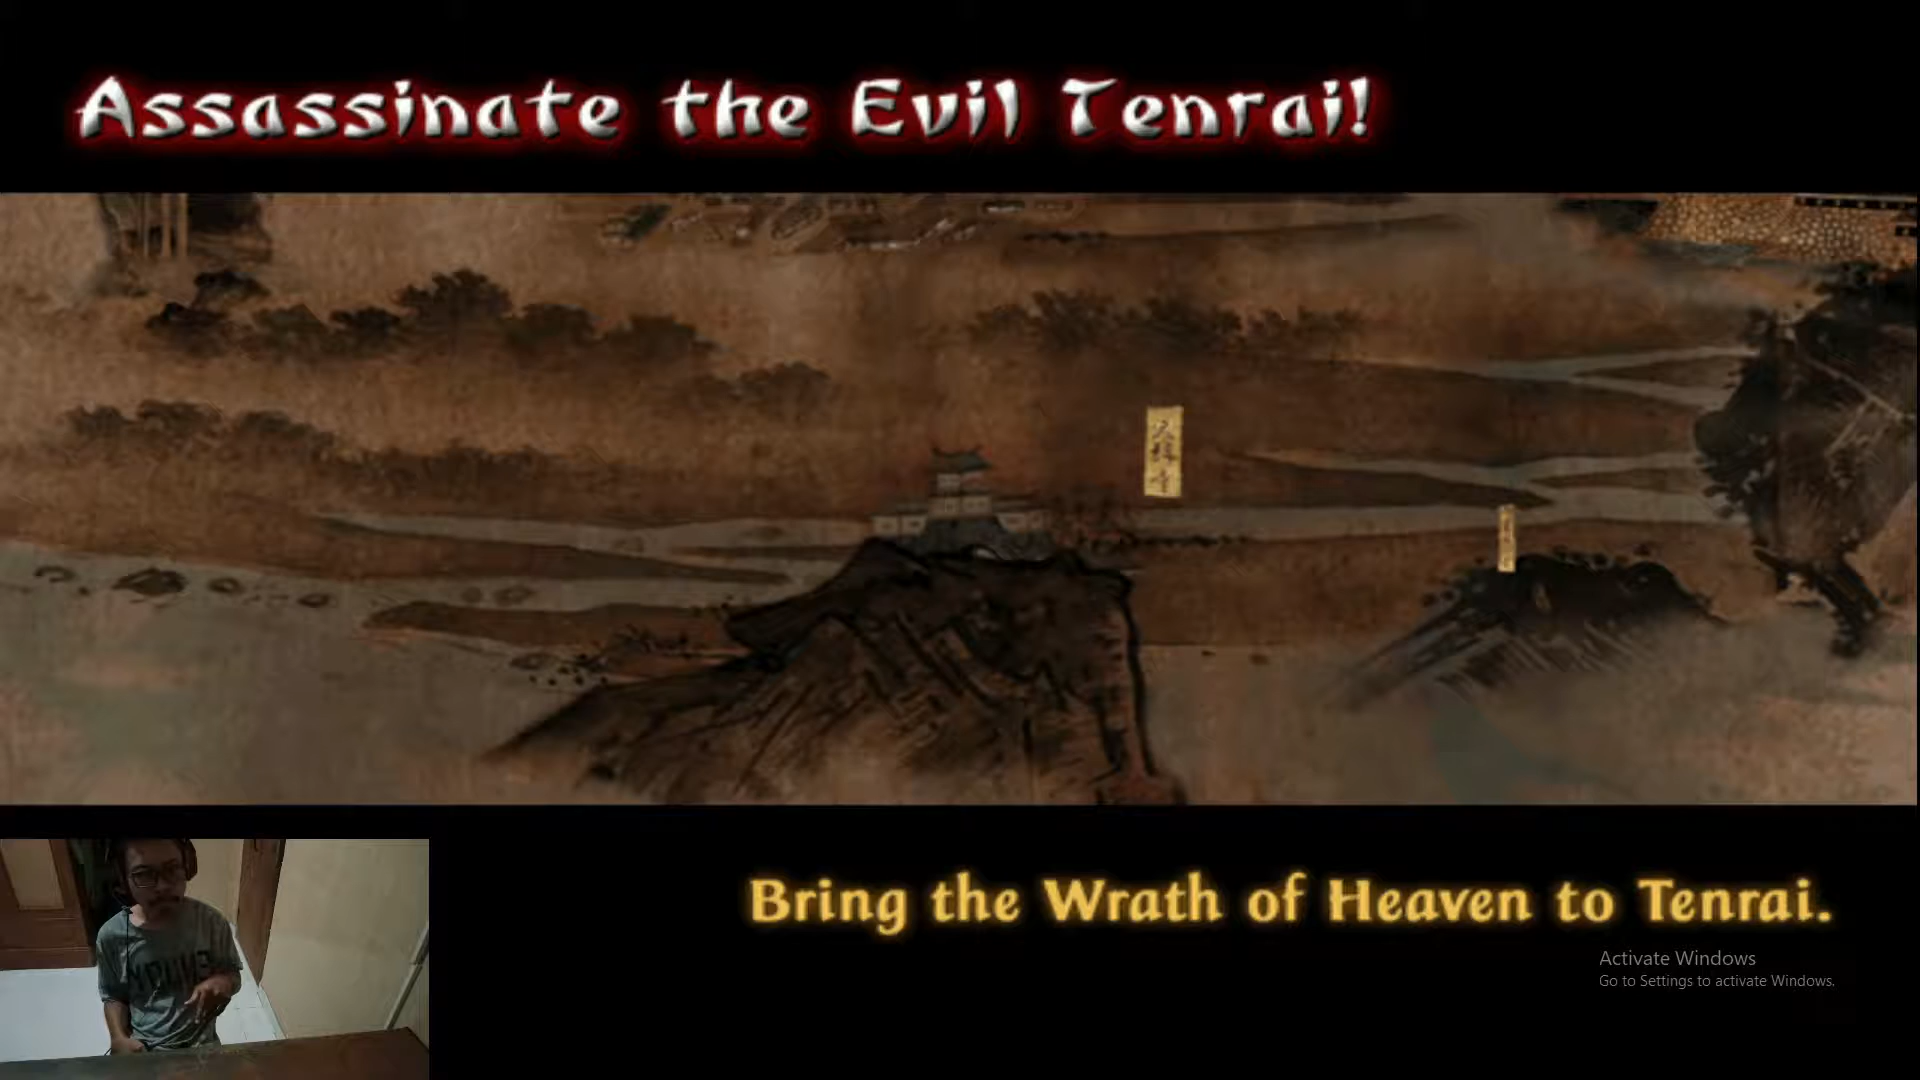 Assassinate the Evil Tenrai!
Bring the Wrath of Heaven to Tenrai.
Activate Windows
Go to Settings to activate Windows.